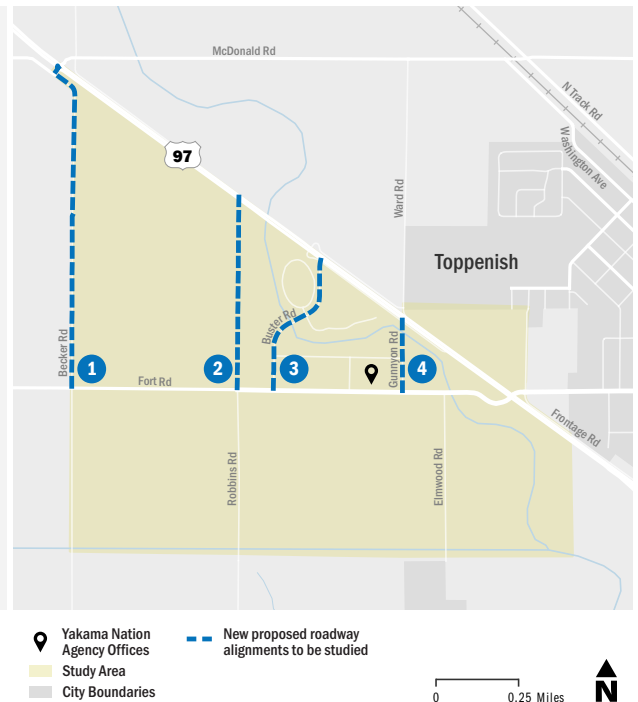 McDonald Rd
N Track Rd
Washington Ave
97
Ward Rd
Toppenish
Buster Rd
Becker Rd
1
2
3
Gunnyon Rd
4
Fort Rd
Frontage Rd
Robbins Rd
Elmwood Rd
Yakama Nation
Agency Offices
New proposed roadway
alignments to be studied
Study Area
City Boundaries
0
0.25 Miles
N